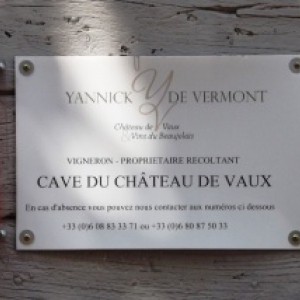 YANNICK DE VERMONT
Château de Vaux
& Vins du Beaujolais
VIGNERON - PROPRIETAIRE RECOLTANT
CAVE DU CHÂTEAU DE VAUX
En cas d'absence vous pouvez nous contacter aux numéros ci dessous
+33 (0)6 08 83 33 71 ou +33 (0)6 80 87 50 33